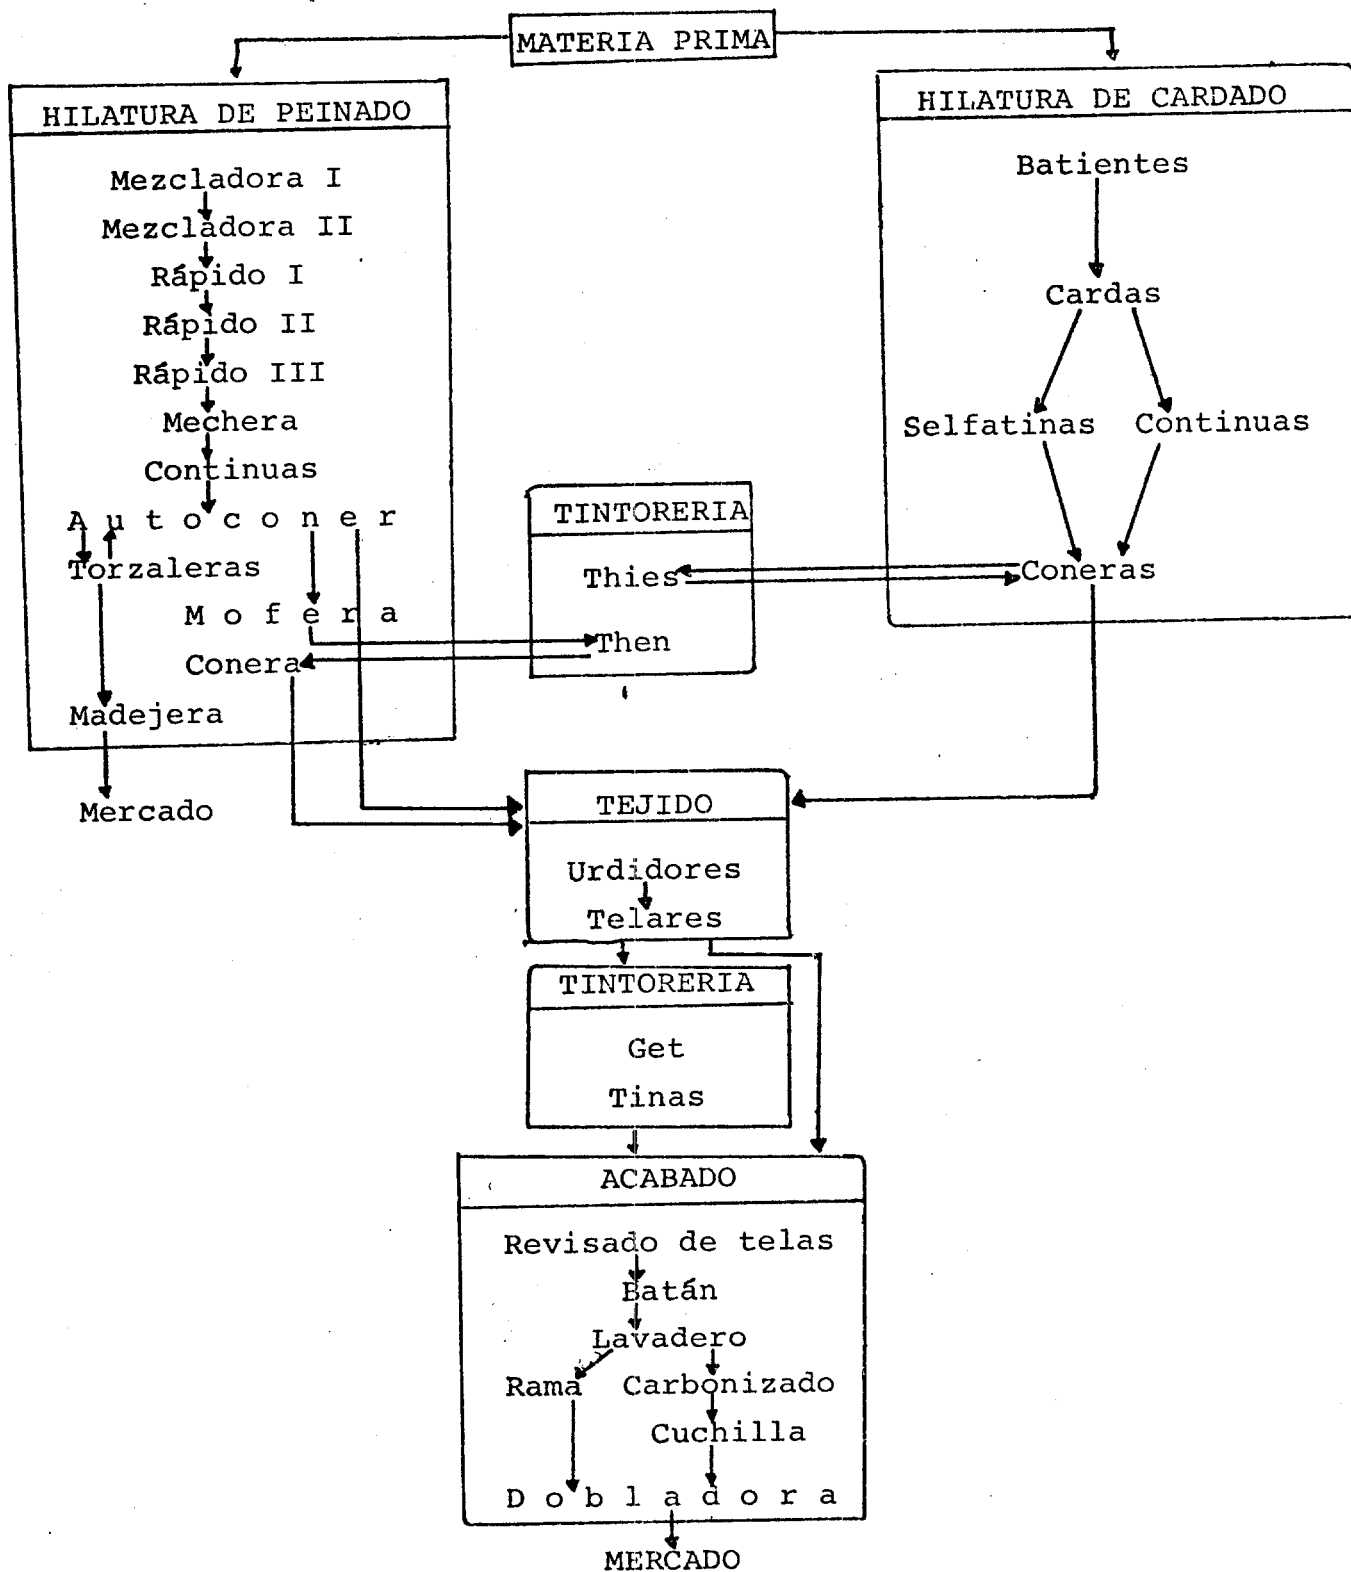 MATERIA PRIMA
HILATURA DE PEINADO
Mezcladora I
Mezcladora II
Rápido I
Rápido II
Rápido III
Mechera
Continuas
A u t o c o n e r
Torzaleras
M o f e r a
Conera
Madejera
Mercado
HILATURA DE CARDADO
Batientes
Cardas
Selfatinas Continuas
Coneras
TINTORERIA
Thies
Then
TEJIDO
Urdidores
Telares
TINTORERIA
Get
Tinas
ACABADO
Revisado de telas
Batán
Lavadero
Rama Carbonizado
Cuchilla
D o b l a d o r a
MERCADO